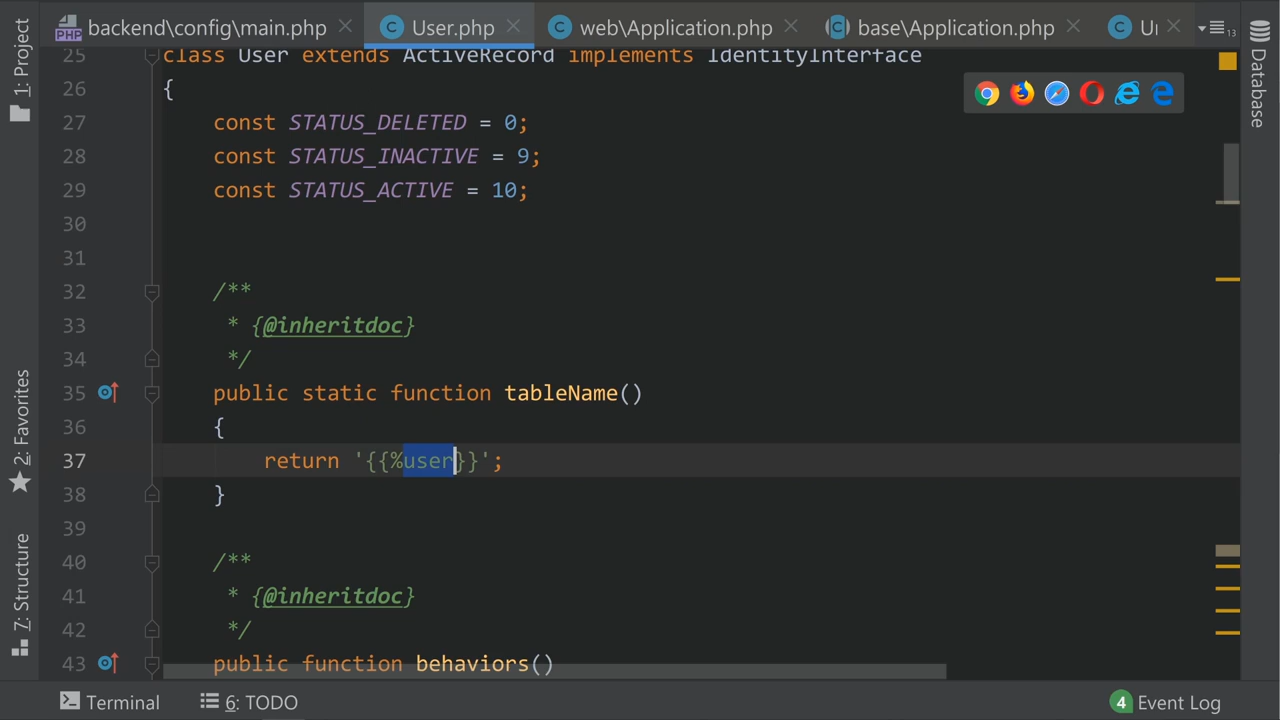 backend\config\main.php
User.php
web\Application.php
base\Application.php
13
1: Project
2: Favorites
7: Structure
Database
25 class User extends ActiveRecord implements IdentityInterface
26 {
27 const STATUS_DELETED = 0;
28 const STATUS_INACTIVE = 9;
29 const STATUS_ACTIVE = 10;
30
31
32 /**
33 * {@inheritdoc}
34 */
35 public static function tableName()
36 {
37 return '{{%user}}';
38 }
39
40 /**
41 * {@inheritdoc}
42 */
43 public function behaviors()
Terminal
6: TODO
4 Event Log